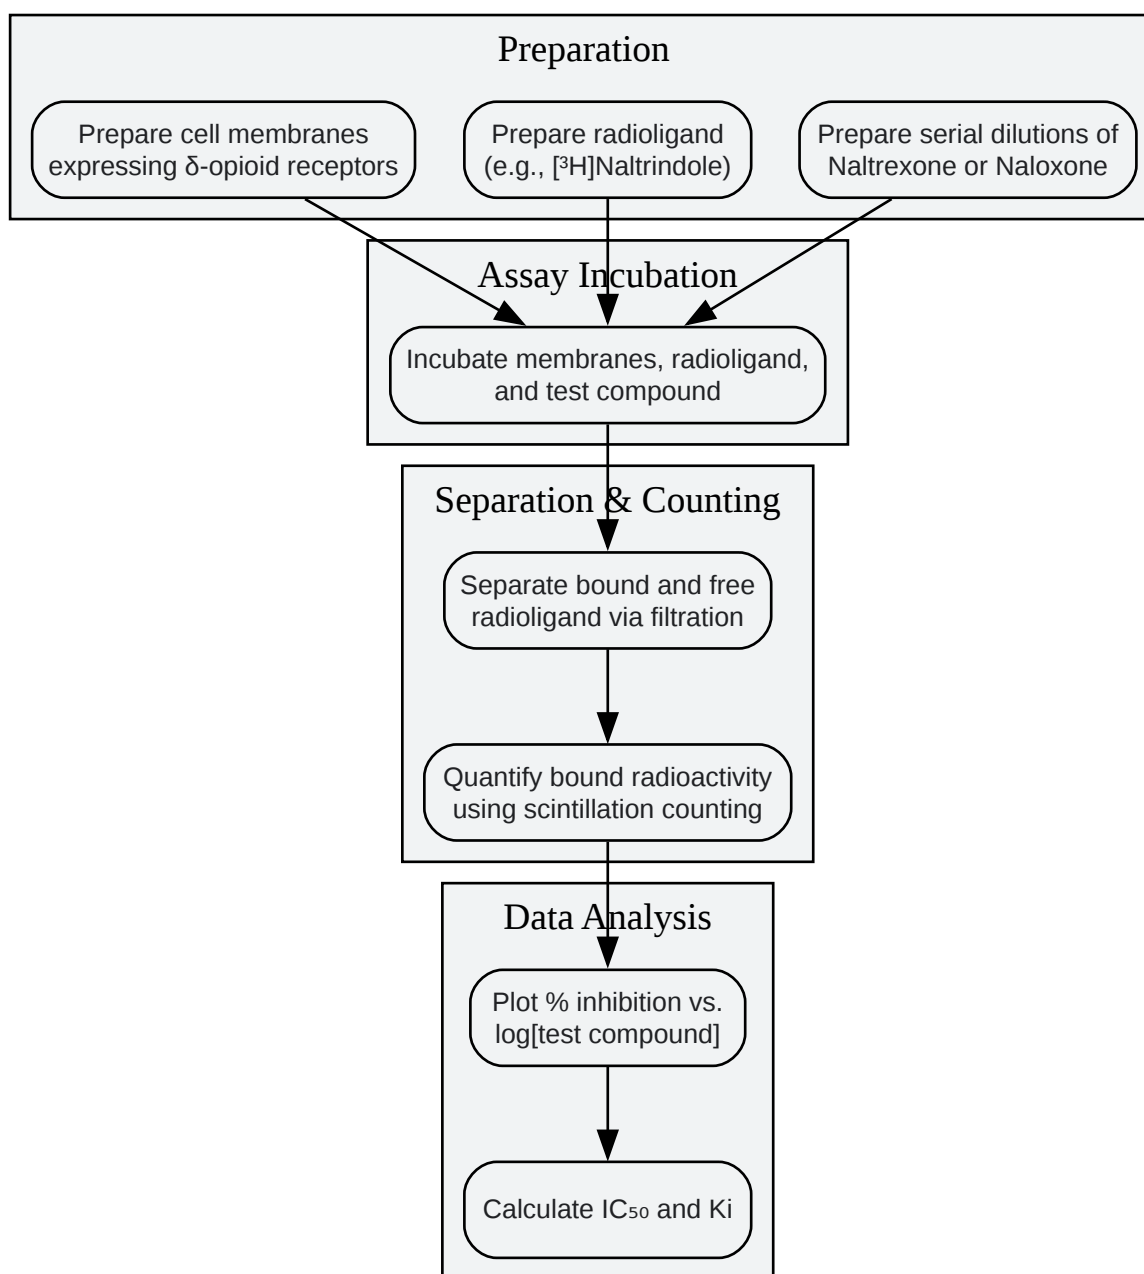 Preparation
Prepare cell membranes
expressing δ-opioid receptors
Prepare radioligand
(e.g., [³H]Naltrindole)
Prepare serial dilutions of
Naltrexone or Naloxone
Assay Incubation
Incubate membranes, radioligand,
and test compound
Separation & Counting
Separate bound and free
radioligand via filtration
Quantify bound radioactivity
using scintillation counting
Data Analysis
Plot % inhibition vs.
log[test compound]
Calculate IC₅₀ and Ki